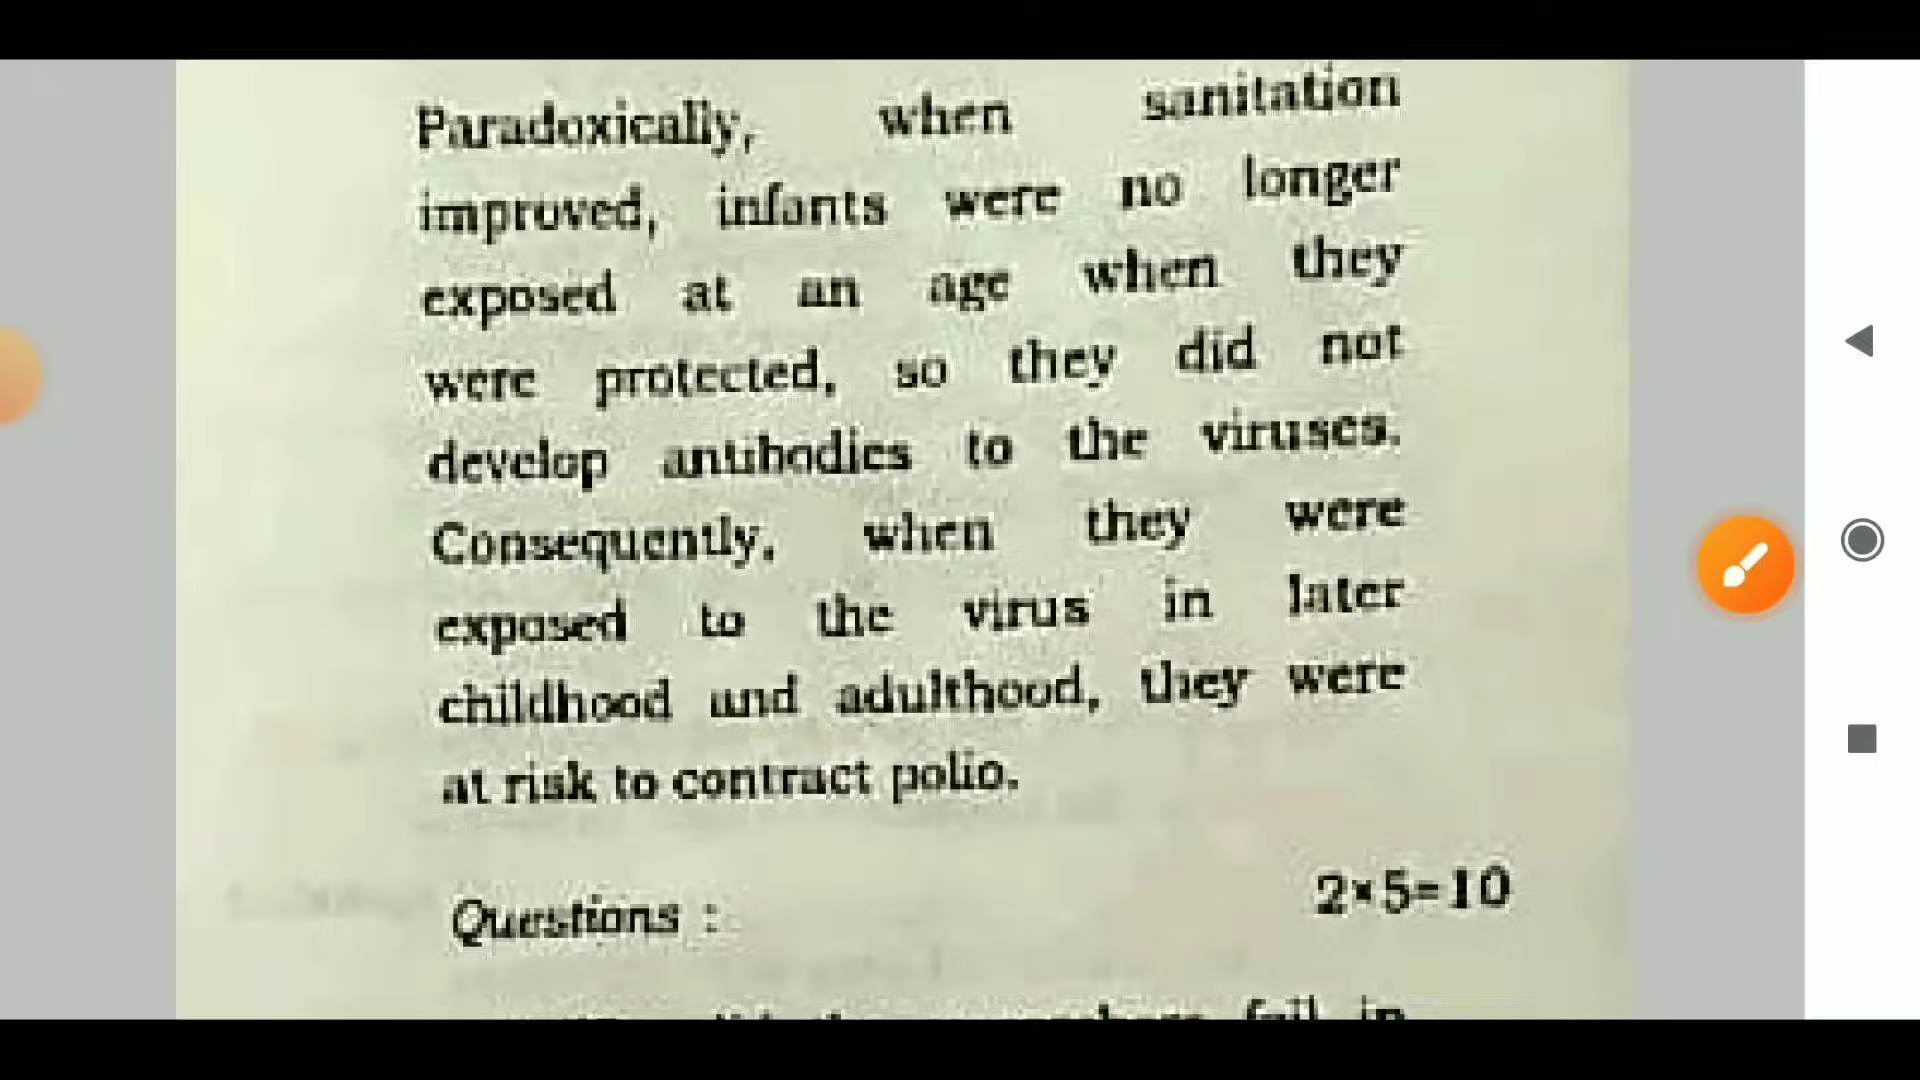 Paradoxically, when sanitation
improved, infants were no longer
exposed at an age when they
were protected, so they did not
develop antibodies to the viruses.
Consequently, when they were
exposed to the virus in later
childhood and adulthood, they were
at risk to contract polio.
2×5=10
Questions :
fail in